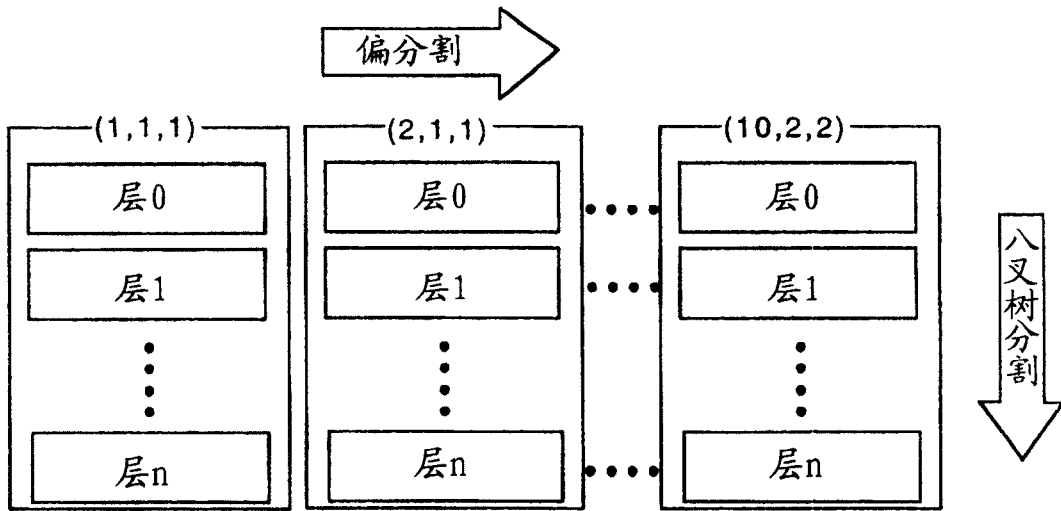 偏分割
(1,1,1) (2,1,1) (10,2,2)
层0 层0 层0
层1 层1 层1
层n 层n 层n
八叉树分割